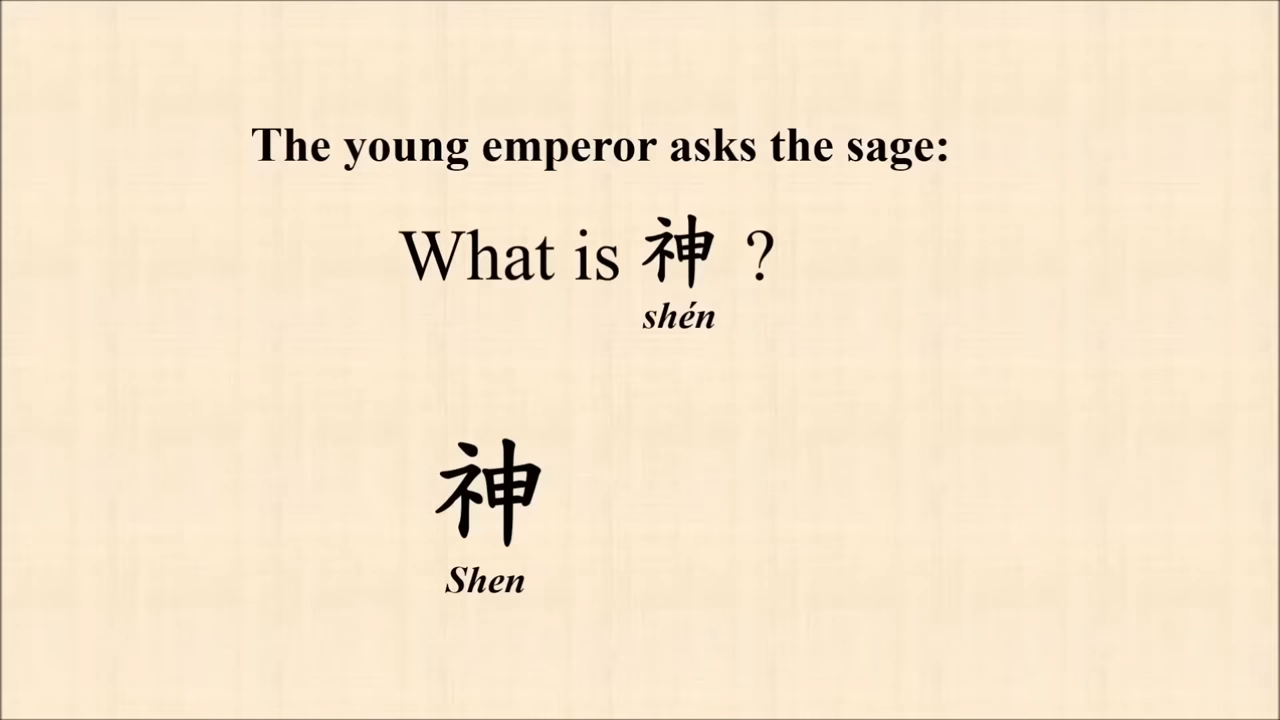 The young emperor asks the sage:
What is 神 ?
shén
神
Shen